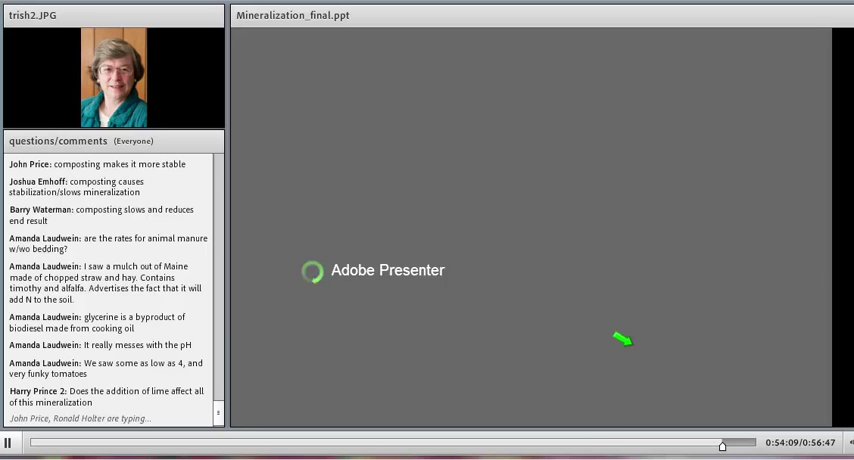 trish2.JPG
Mineralization_final.ppt
questions/comments (Everyone)
John Price: composting makes it more stable
Joshua Emhoff: composting causes
stabilization/slows mineralization
Barry Waterman: composting slows and reduces
end result
Amanda Laudwein: are the rates for animal manure
w/wo bedding?
Amanda Laudwein: I saw a mulch out of Maine
made of chopped straw and hay. Contains
timothy and alfalfa. Advertises the fact that it will
add N to the soil.
Amanda Laudwein: glycerine is a byproduct of
biodiesel made from cooking oil
Amanda Laudwein: It really messes with the pH
Amanda Laudwein: We saw some as low as 4, and
very funky tomatoes
Harry Prince 2: Does the addition of lime affect all
of this mineralization
John Price, Ronald Holter are typing...
Adobe Presenter
0:54:09/0:56:47